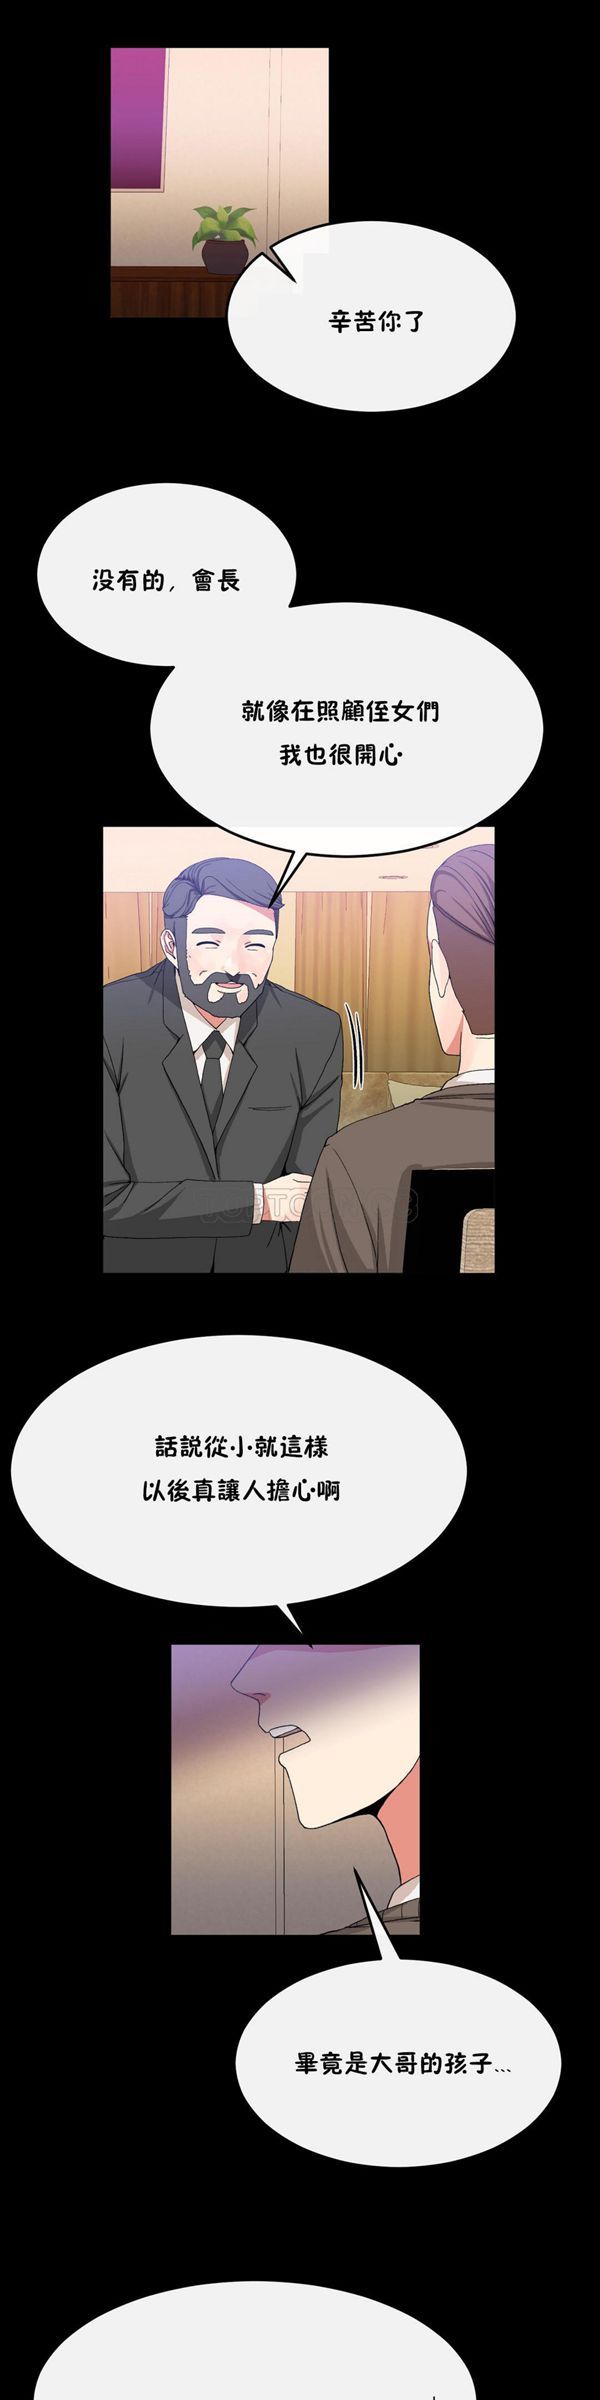 辛苦你了
没有的，會長
就像在照顧侄女們
我也很開心
TOPTOON
話説從小就這樣
以後真讓人擔心啊
畢竟是大哥的孩子...